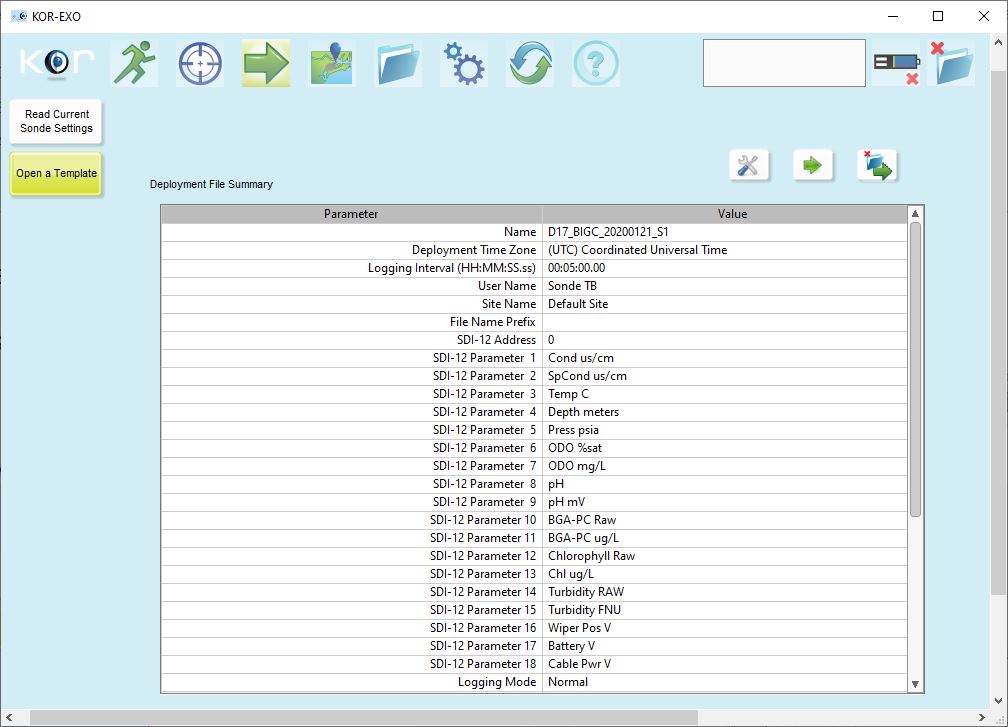 KOR-EXO
kor
Read Current
Sonde Settings
Open a Template
Deployment File Summary
Parameter Value
Name D17_BIGC_20200121_S1
Deployment Time Zone (UTC) Coordinated Universal Time
Logging Interval (HH:MM:SS.ss) 00:05:00.00
User Name Sonde TB
Site Name Default Site
File Name Prefix
SDI-12 Address 0
SDI-12 Parameter 1 Cond us/cm
SDI-12 Parameter 2 SpCond us/cm
SDI-12 Parameter 3 Temp C
SDI-12 Parameter 4 Depth meters
SDI-12 Parameter 5 Press psia
SDI-12 Parameter 6 ODO %sat
SDI-12 Parameter 7 ODO mg/L
SDI-12 Parameter 8 pH
SDI-12 Parameter 9 pH mV
SDI-12 Parameter 10 BGA-PC Raw
SDI-12 Parameter 11 BGA-PC ug/L
SDI-12 Parameter 12 Chlorophyll Raw
SDI-12 Parameter 13 Chl ug/L
SDI-12 Parameter 14 Turbidity RAW
SDI-12 Parameter 15 Turbidity FNU
SDI-12 Parameter 16 Wiper Pos V
SDI-12 Parameter 17 Battery V
SDI-12 Parameter 18 Cable Pwr V
Logging Mode Normal